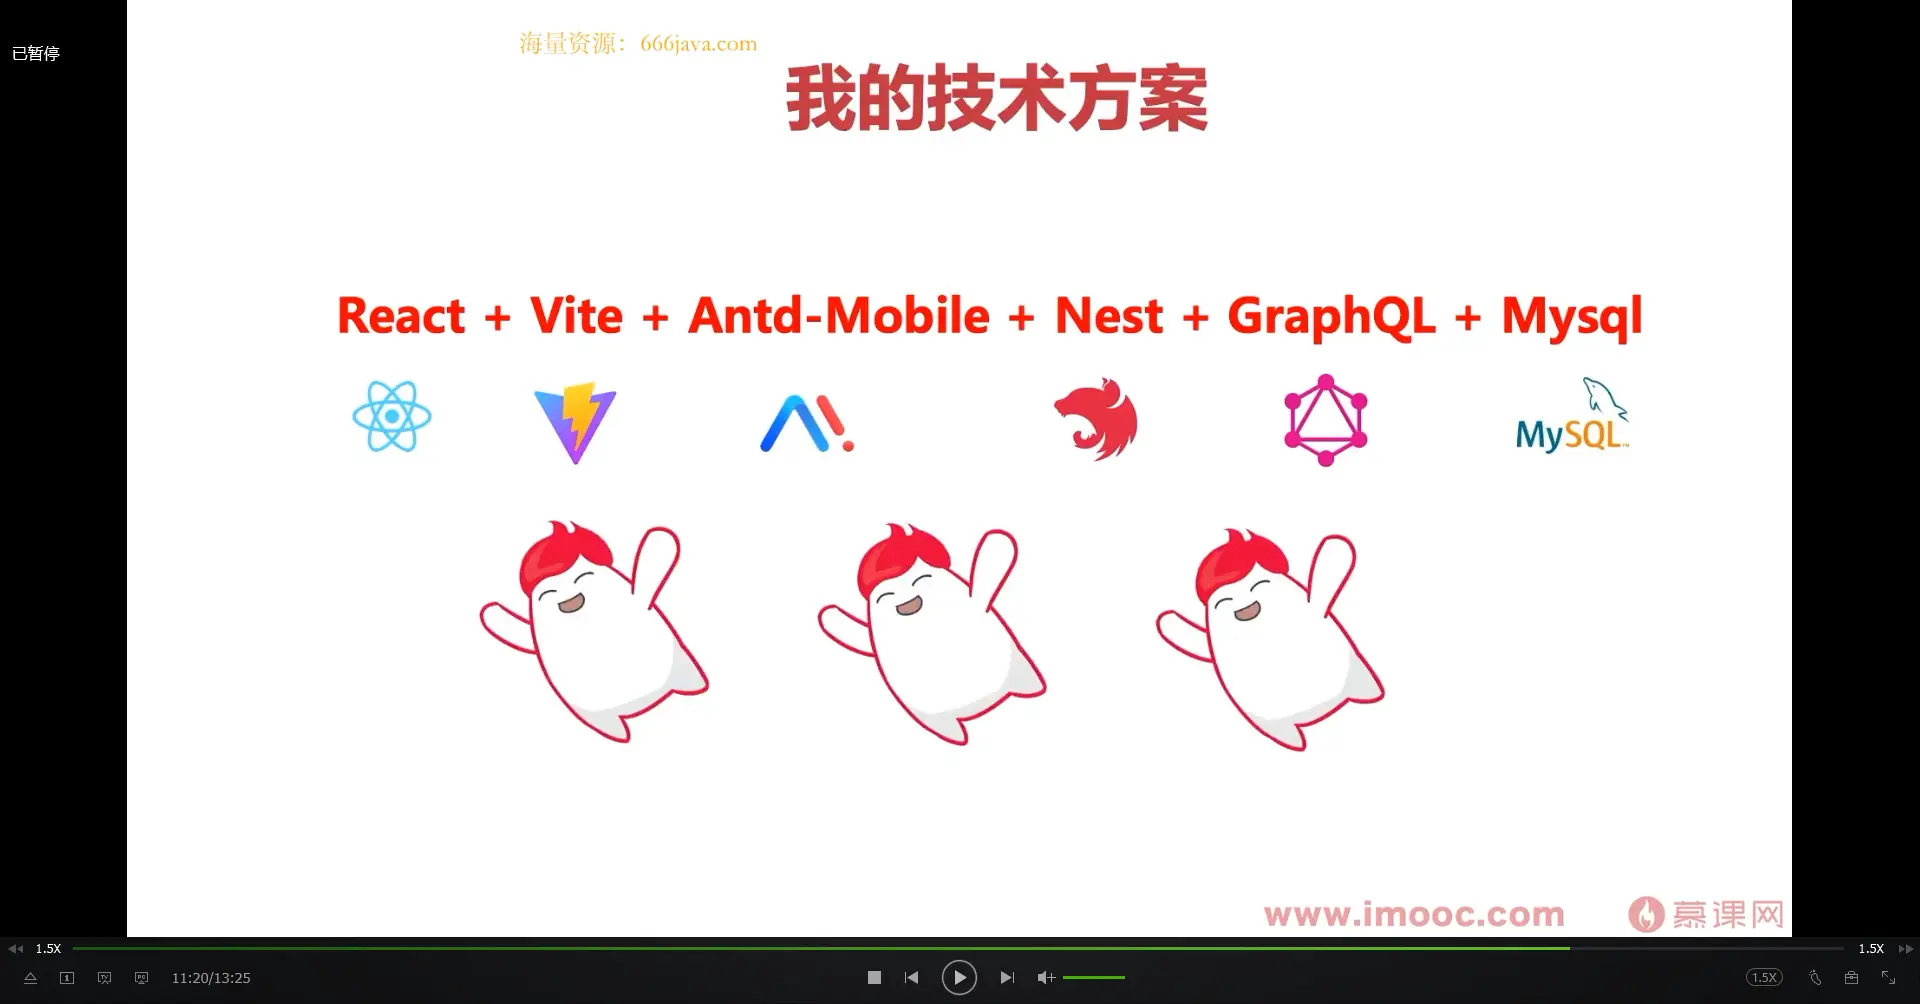 海量资源：666java.com
已暂停
我的技术方案
React + Vite + Antd-Mobile + Nest + GraphQL + Mysql
MySQL
www.imooc.com 慕课网
1.5X 1.5X
11:20/13:25 1.5X